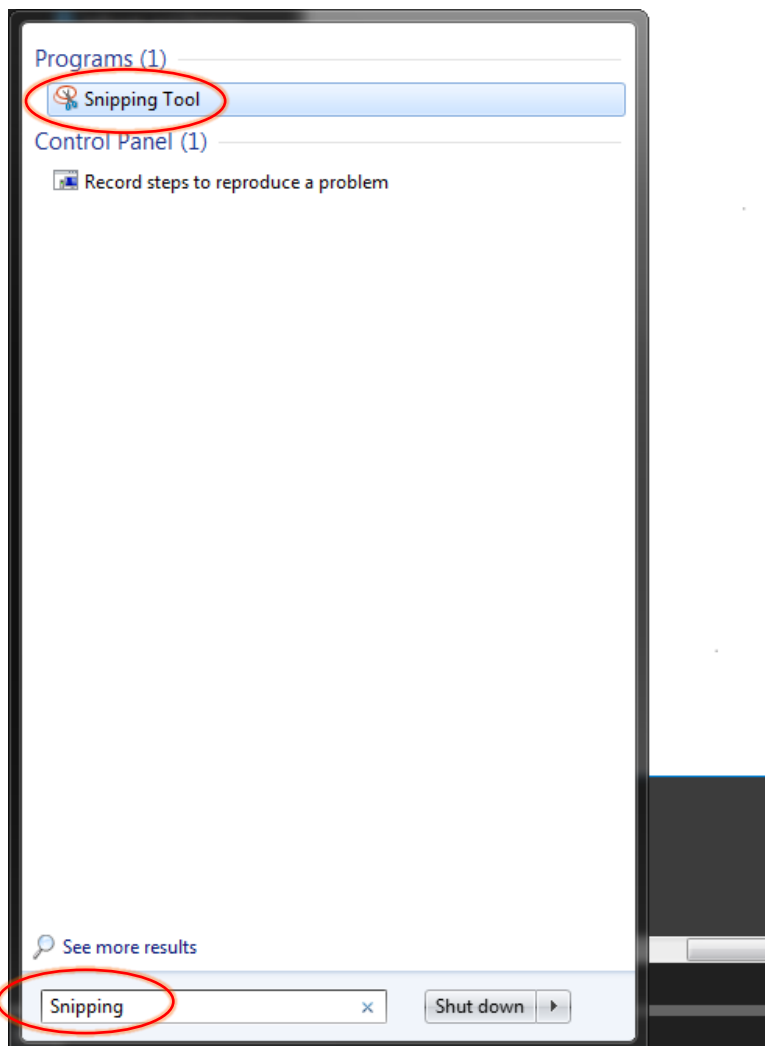 Programs (1)
Snipping Tool
Control Panel (1)
Record steps to reproduce a problem
See more results
Snipping
Shut down